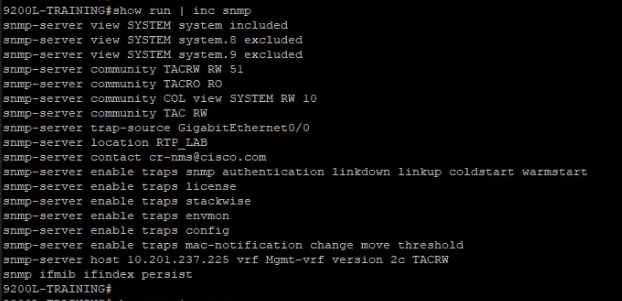 9200L-TRAINING#show run | inc snmp
snmp-server view SYSTEM system included
snmp-server view SYSTEM system.8 excluded
snmp-server view SYSTEM system.9 excluded
snmp-server community TACRW RW 51
snmp-server community TACRO RO
snmp-server community COL view SYSTEM RW 10
snmp-server community TAC RW
snmp-server trap-source GigabitEthernet0/0
snmp-server location RTP_LAB
snmp-server contact cr-nms@cisco.com
snmp-server enable traps snmp authentication linkdown linkup coldstart warmstart
snmp-server enable traps license
snmp-server enable traps stackwise
snmp-server enable traps envmon
snmp-server enable traps config
snmp-server enable traps mac-notification change move threshold
snmp-server host 10.201.237.225 vrf Mgmt-vrf version 2c TACRW
snmp ifmib ifindex persist
9200L-TRAINING#